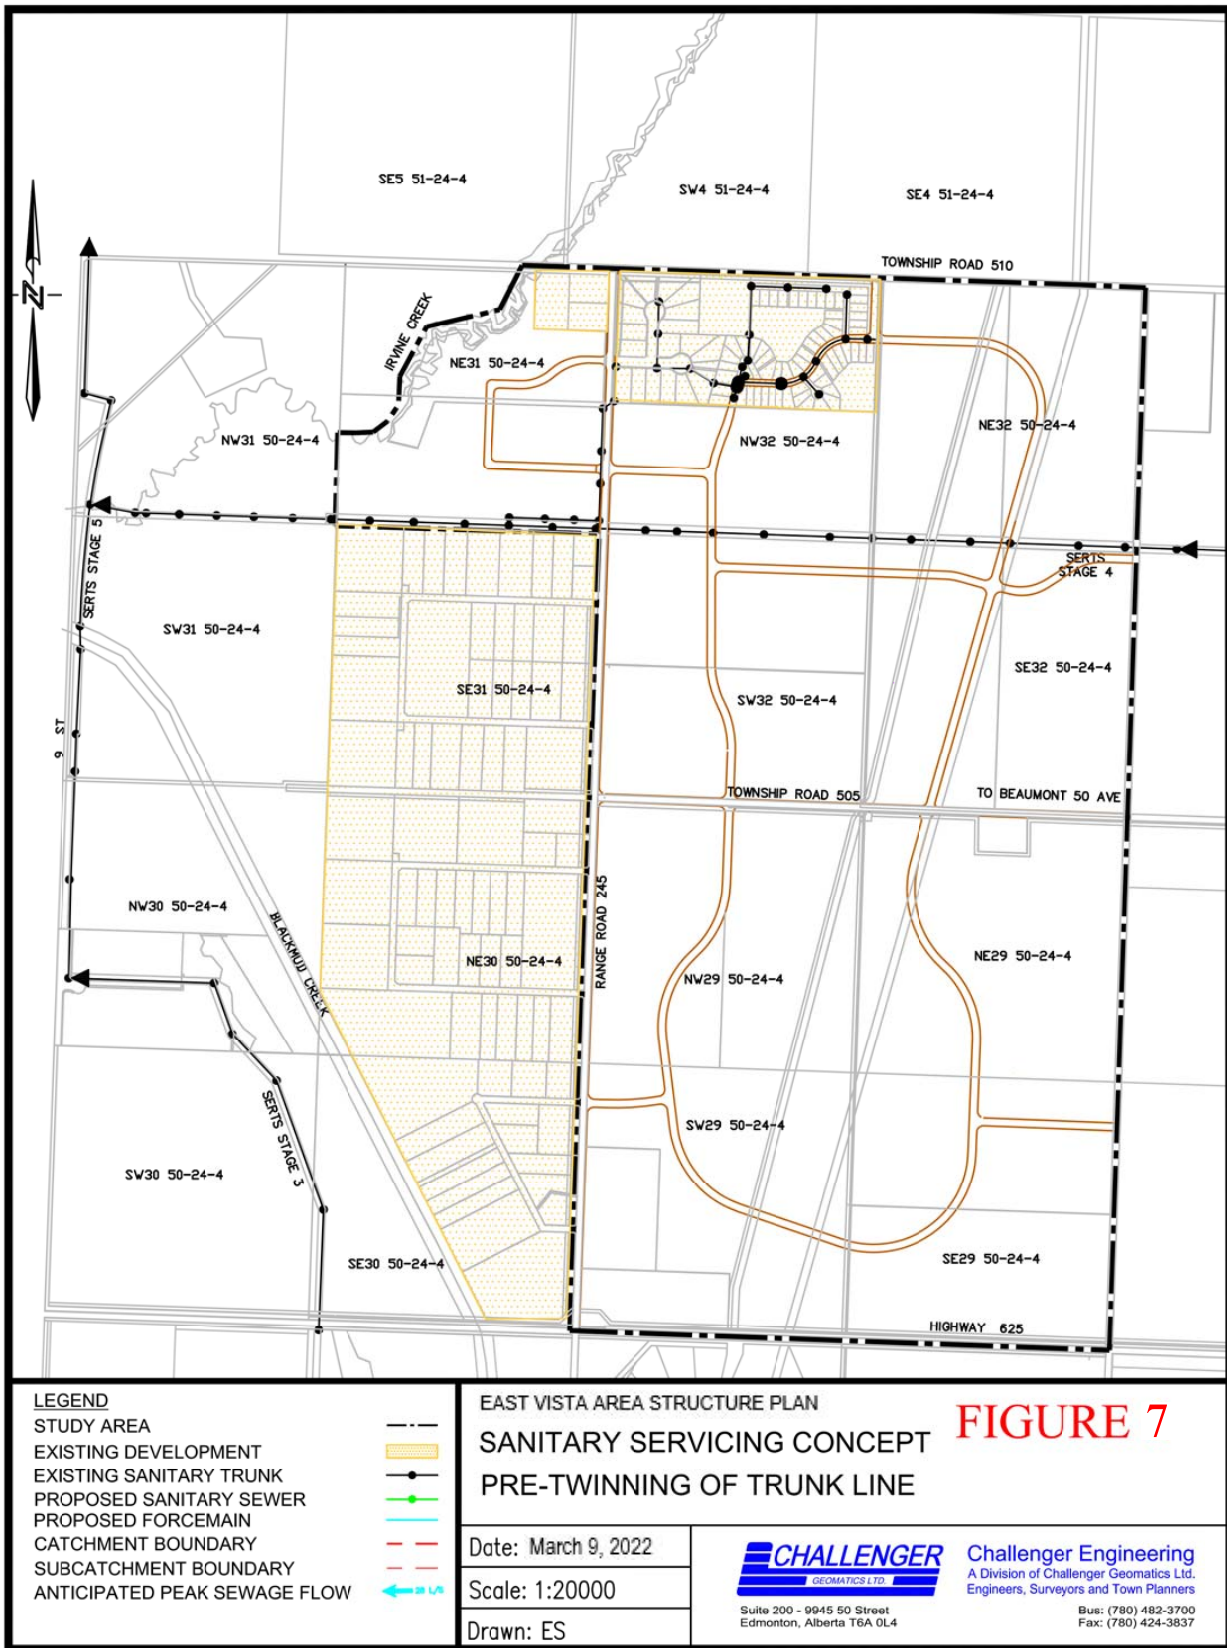 SE5 51-24-4
SW4 51-24-4
SE4 51-24-4
TOWNSHIP ROAD 510
N
IRVINE CREEK
NE31 50-24-4
NW31 50-24-4
NW32 50-24-4
NE32 50-24-4
SERTS STAGE 5
SERTS
STAGE 4
SW31 50-24-4
SE31 50-24-4
SW32 50-24-4
SE32 50-24-4
TS 6
TOWNSHIP ROAD 505
TO BEAUMONT 50 AVE
RANGE ROAD 245
NW30 50-24-4
BLACKMUD CREEK
NE30 50-24-4
NW29 50-24-4
NE29 50-24-4
SERTS STAGE 3
SW30 50-24-4
SW29 50-24-4
SE30 50-24-4
SE29 50-24-4
HIGHWAY 625
LEGEND
STUDY AREA
EXISTING DEVELOPMENT
EXISTING SANITARY TRUNK
PROPOSED SANITARY SEWER
PROPOSED FORCEMAIN
CATCHMENT BOUNDARY
SUBCATCHMENT BOUNDARY
ANTICIPATED PEAK SEWAGE FLOW
EAST VISTA AREA STRUCTURE PLAN
SANITARY SERVICING CONCEPT
PRE-TWINNING OF TRUNK LINE
FIGURE 7
Date: March 9, 2022
Scale: 1:20000
Drawn: ES
CHALLENGER
GEOMATICS LTD.
Suite 200 - 9945 50 Street
Edmonton, Alberta T6A 0L4
Challenger Engineering
A Division of Challenger Geomatics Ltd.
Engineers, Surveyors and Town Planners
Bus: (780) 482-3700
Fax: (780) 424-3837